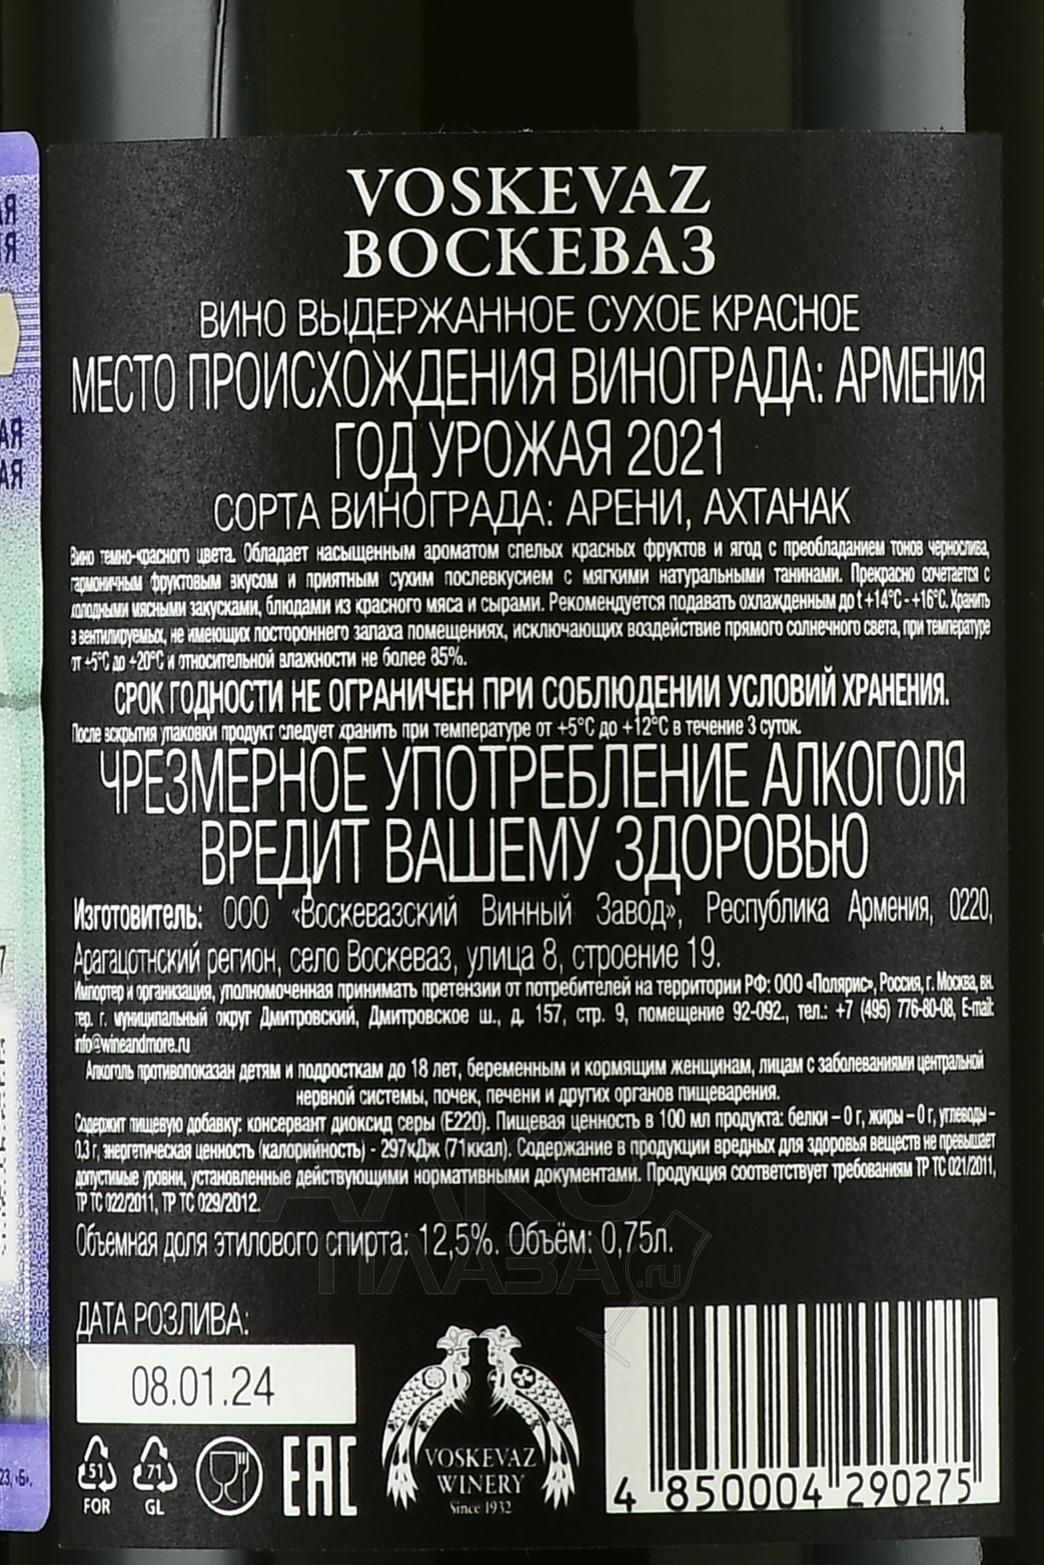 VOSKEVAZ
ВОСКЕВАЗ
ВИНО ВЫДЕРЖАННОЕ СУХОЕ КРАСНОЕ
МЕСТО ПРОИСХОЖДЕНИЯ ВИНОГРАДА: АРМЕНИЯ
ГОД УРОЖАЯ 2021
СОРТА ВИНОГРАДА: АРЕНИ, АХТАНАК
Вино темно-красного цвета. Обладает насыщенным ароматом спелых красных фруктов и ягод с преобладанием тонов чернослива,
гармоничным фруктовым вкусом и приятным сухим послевкусием с мягкими натуральными танинами. Прекрасно сочетается с
холодными мясными закусками, блюдами из красного мяса и сырами. Рекомендуется подавать охлажденным до t +14°C - +16°C. Хранить
в вентилируемых, не имеющих постороннего запаха помещениях, исключающих воздействие прямого солнечного света, при температуре
от +5°C до +20°C и относительной влажности не более 85%.
СРОК ГОДНОСТИ НЕ ОГРАНИЧЕН ПРИ СОБЛЮДЕНИИ УСЛОВИЙ ХРАНЕНИЯ.
После вскрытия упаковки продукт следует хранить при температуре от +5°C до +12°C в течение 3 суток.
ЧРЕЗМЕРНОЕ УПОТРЕБЛЕНИЕ АЛКОГОЛЯ
ВРЕДИТ ВАШЕМУ ЗДОРОВЬЮ
Изготовитель: ООО «Воскевазский Винный Завод», Республика Армения, 0220,
Арагацотнский регион, село Воскеваз, улица 8, строение 19.
Импортер и организация, уполномоченная принимать претензии от потребителей на территории РФ: ООО «Полярис», Россия, г. Москва, вн.
тер. г. муниципальный округ Дмитровский, Дмитровское ш., д. 157, стр. 9, помещение 92-092., тел.: +7 (495) 776-80-08, E-mail:
info@wineandmore.ru
Алкоголь противопоказан детям и подросткам до 18 лет, беременным и кормящим женщинам, лицам с заболеваниями центральной
нервной системы, почек, печени и других органов пищеварения.
Содержит пищевую добавку: консервант диоксид серы (Е220). Пищевая ценность в 100 мл продукта: белки – 0 г, жиры – 0 г, углеводы –
0,3 г, энергетическая ценность (калорийность) - 297кДж (71ккал). Содержание в продукции вредных для здоровья веществ не превышает
допустимые уровни, установленные действующими нормативными документами. Продукция соответствует требованиям ТР ТС 021/2011,
ТР ТС 022/2011, ТР ТС 029/2012.
Объемная доля этилового спирта: 12,5%. Объём: 0,75л.
АЛКО
ПЛАЗА.ru
ДАТА РОЗЛИВА:
08.01.24
51
FOR
71
GL
EAC
VOSKEVAZ
WINERY
Since 1932
4 850004 290275